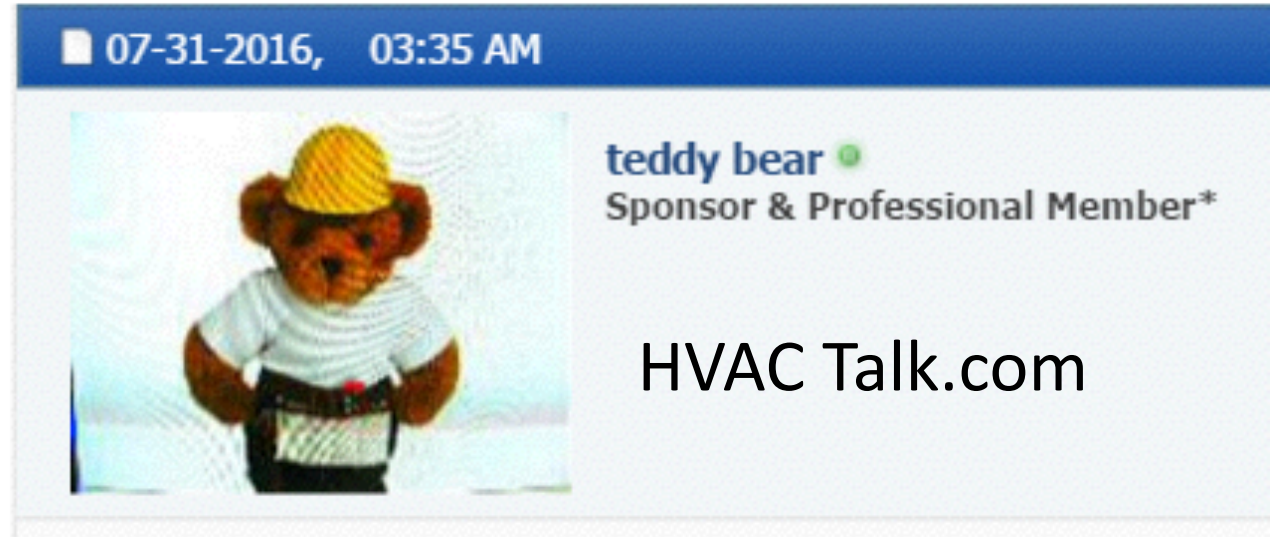 07-31-2016, 03:35 AM
teddy bear
Sponsor & Professional Member*
HVAC Talk.com